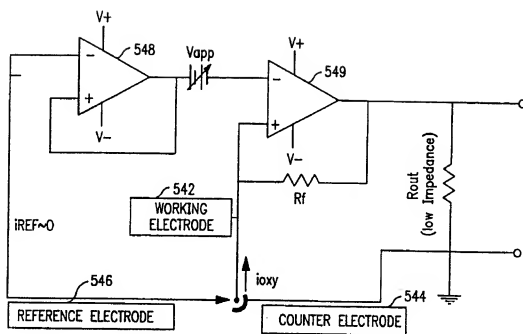 V+
548
Vapp
V+
549
−
+
V−
−
+
V−
542
WORKING
ELECTRODE
Rf
Rout
(low Impedance)
iREF~0
546
REFERENCE ELECTRODE
ioxy
544
COUNTER ELECTRODE